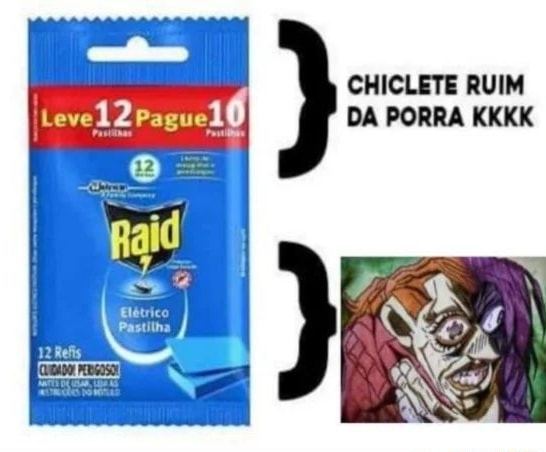 Leve 12 Pague 10
Pastilhas Pastilhas
12
CHICLETE RUIM
DA PORRA KKKK
Raid
Elétrico
Pastilha
12 Refis
CUIDADO! PERIGOSO!
ANTES DE USAR, LEIA AS
INSTRUÇÕES DO RÓTULO